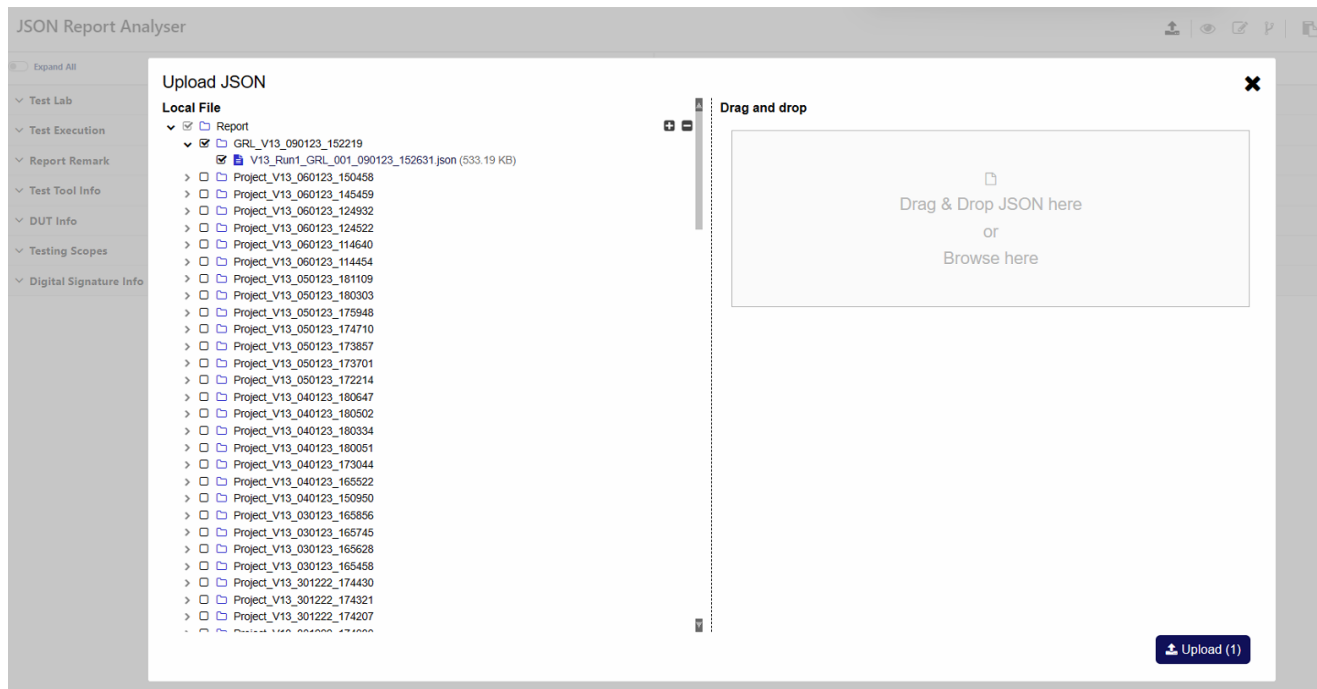 JSON Report Analyser
Expand All
Test Lab
Test Execution
Report Remark
Test Tool Info
DUT Info
Testing Scopes
Digital Signature Info
Upload JSON
Local File
Report
GRL_V13_090123_152219
V13_Run1_GRL_001_090123_152631.json (533.19 KB)
Project_V13_060123_150458
Project_V13_060123_145459
Project_V13_060123_124932
Project_V13_060123_124522
Project_V13_060123_114640
Project_V13_060123_114454
Project_V13_050123_181109
Project_V13_050123_180303
Project_V13_050123_175948
Project_V13_050123_174710
Project_V13_050123_173857
Project_V13_050123_173701
Project_V13_050123_172214
Project_V13_040123_180647
Project_V13_040123_180502
Project_V13_040123_180334
Project_V13_040123_180051
Project_V13_040123_173044
Project_V13_040123_165522
Project_V13_040123_150950
Project_V13_030123_165856
Project_V13_030123_165745
Project_V13_030123_165628
Project_V13_030123_165458
Project_V13_301222_174430
Project_V13_301222_174321
Project_V13_301222_174207
Drag and drop
Drag & Drop JSON here
or
Browse here
Upload (1)